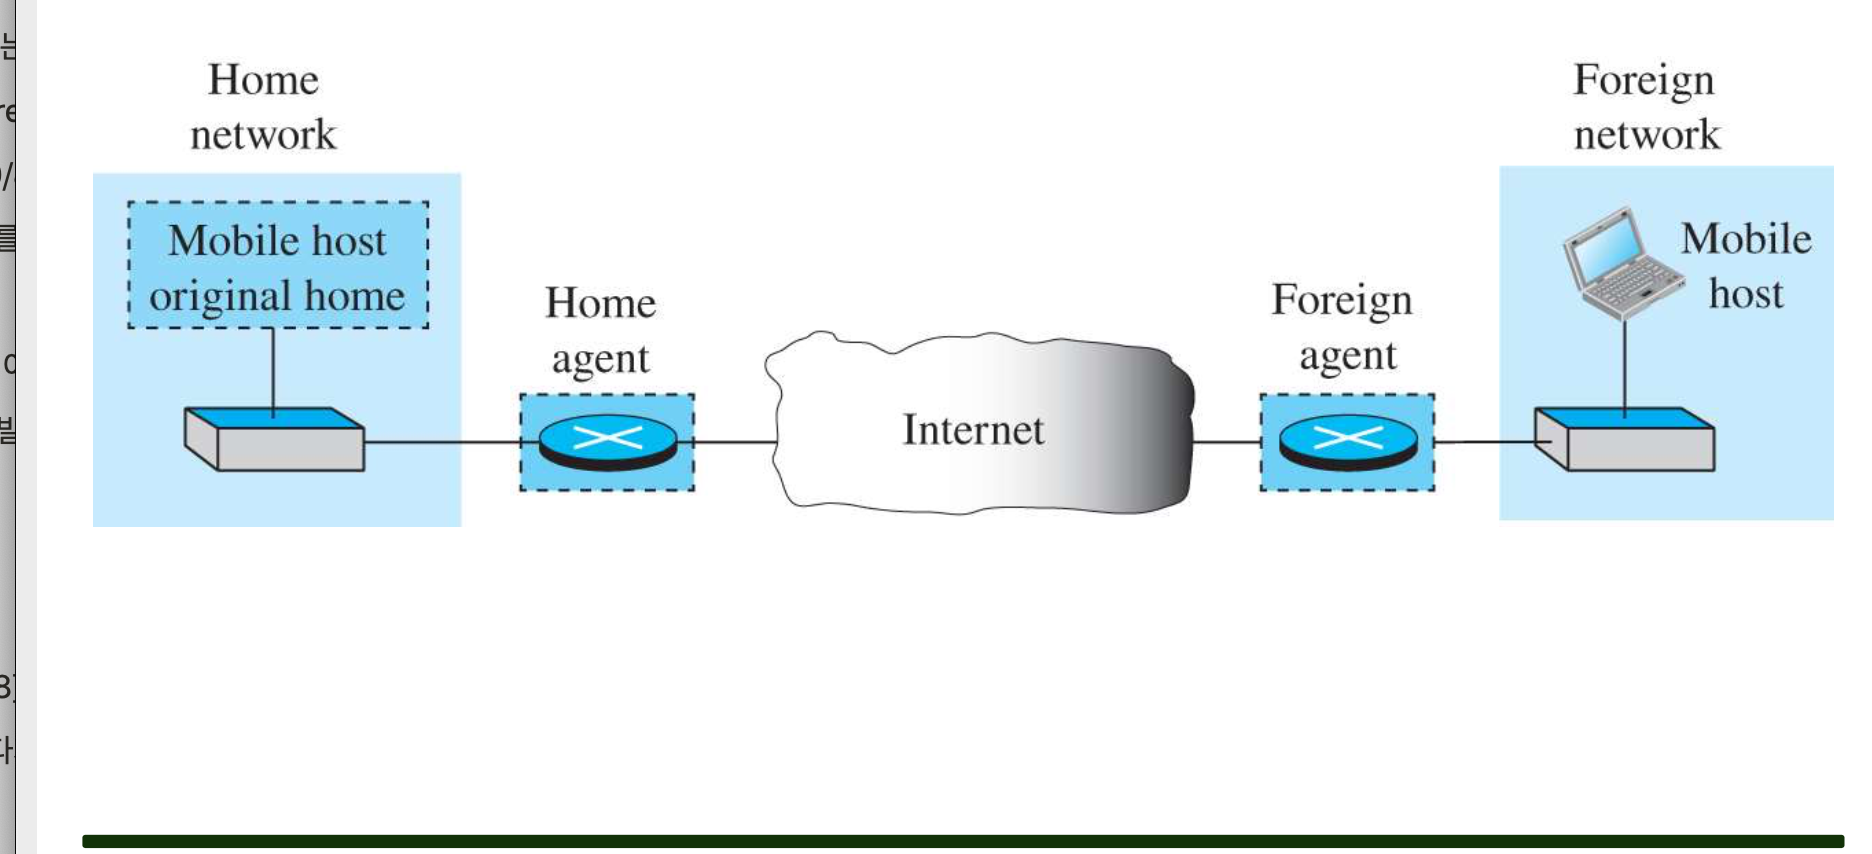 Home
network
Mobile host
original home
Home
agent
Internet
Foreign
agent
Foreign
network
Mobile
host